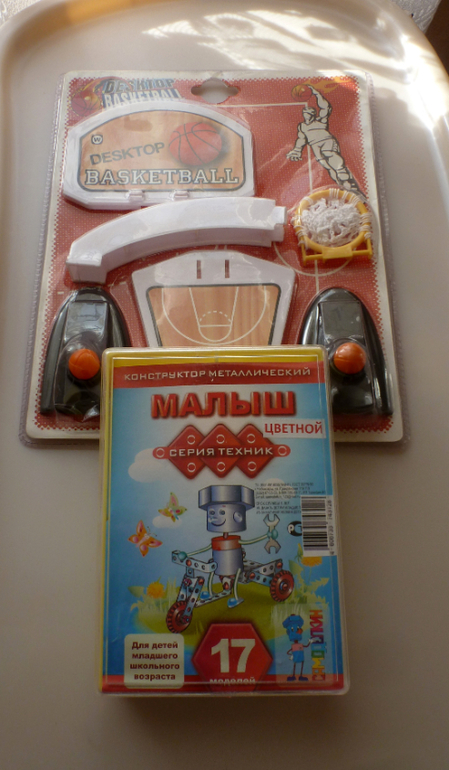 DESKTOP
BASKETBALL
W
DESKTOP
BASKETBALL
КОНСТРУКТОР МЕТАЛЛИЧЕСКИЙ
МАЛЫШ
ЦВЕТНОЙ
СЕРИЯ ТЕХНИК
Для детей
младшего
школьного
возраста
17
моделей